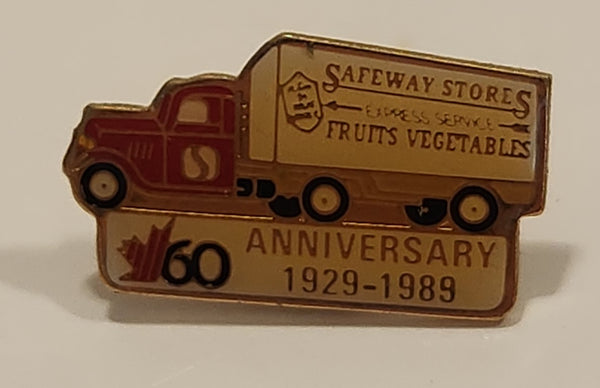 SAFEWAY STORES
EXPRESS SERVICE
FRUITS VEGETABLES
S
60 ANNIVERSARY
1929-1989